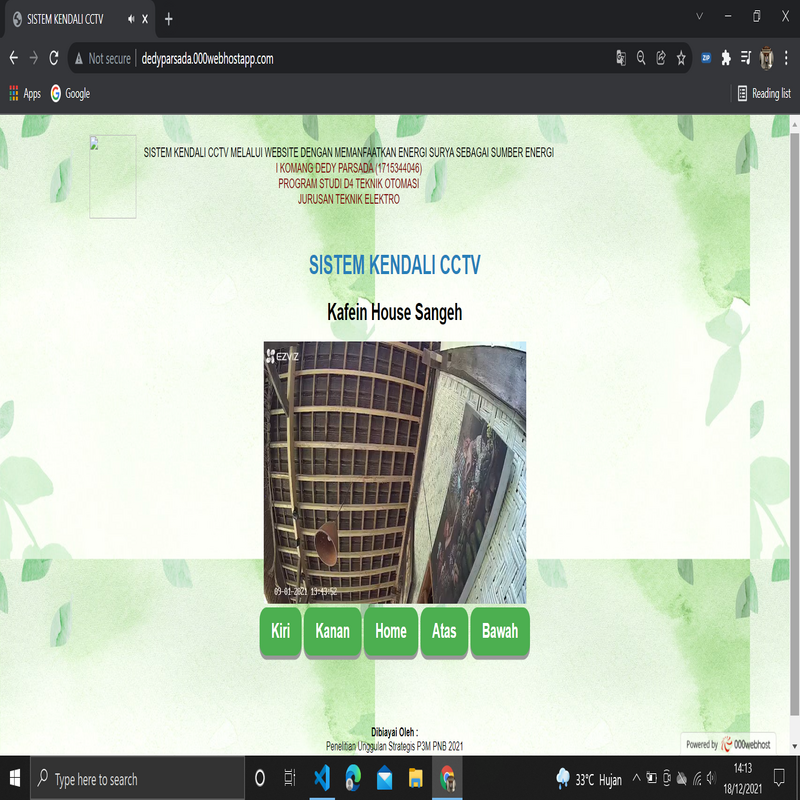 SISTEM KENDALI CCTV
Not secure
dedyparsada.000webhostapp.com
ZIP
Apps
Google
Reading list
SISTEM KENDALI CCTV MELALUI WEBSITE DENGAN MEMANFAATKAN ENERGI SURYA SEBAGAI SUMBER ENERGI
I KOMANG DEDY PARSADA (1715344046)
PROGRAM STUDI D4 TEKNIK OTOMASI
JURUSAN TEKNIK ELEKTRO
SISTEM KENDALI CCTV
Kafein House Sangeh
EZVIZ
09-01-2021 13:43:52
Kiri
Kanan
Home
Atas
Bawah
Dibiayai Oleh :
Penelitian Unggulan Strategis P3M PNB 2021
Powered by 000webhost
Type here to search
33°C Hujan
14:13
18/12/2021